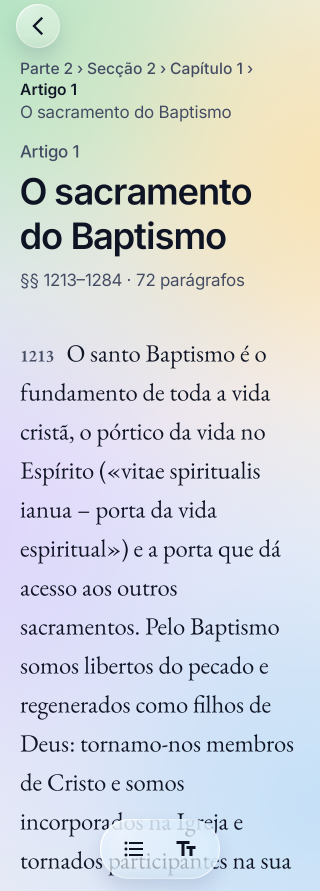 Parte 2 › Secção 2 › Capítulo 1 ›
Artigo 1
O sacramento do Baptismo
Artigo 1
O sacramento
do Baptismo
§§ 1213–1284 · 72 parágrafos
1213 O santo Baptismo é o
fundamento de toda a vida
cristã, o pórtico da vida no
Espírito («vitae spiritualis
ianua – porta da vida
espiritual») e a porta que dá
acesso aos outros
sacramentos. Pelo Baptismo
somos libertos do pecado e
regenerados como filhos de
Deus: tornamo-nos membros
de Cristo e somos
incorporados na Igreja e
tornados participantes na sua